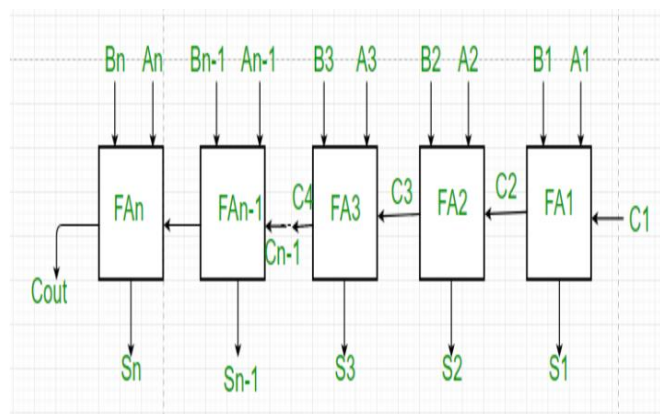 Bn An Bn-1 An-1 B3 A3 B2 A2 B1 A1
FAn FAn-1 C4 FA3 C3 FA2 C2 FA1 C1
Cn-1
Cout
Sn Sn-1 S3 S2 S1